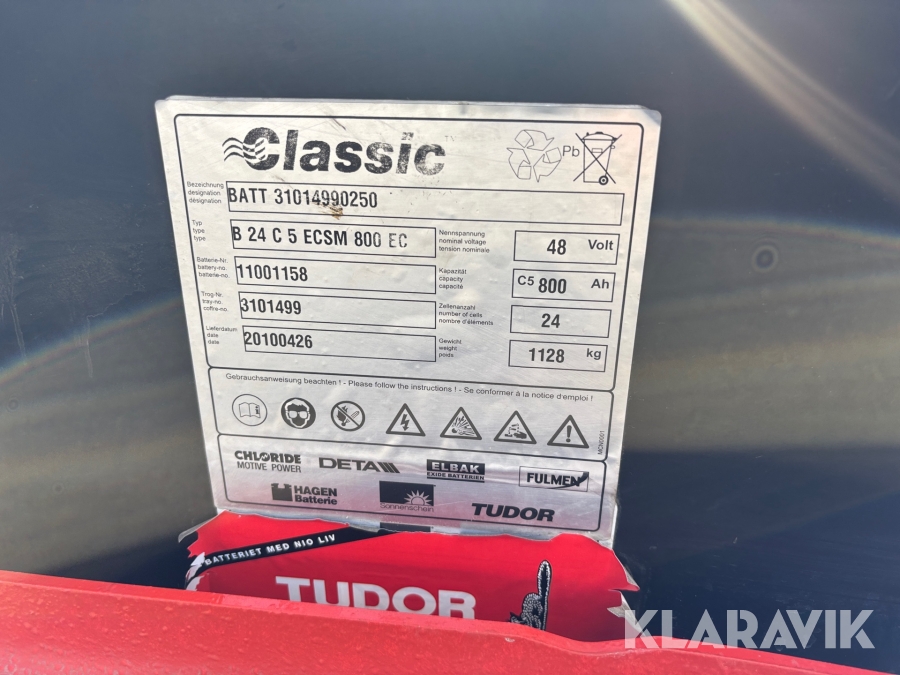 Classic
Pb
Bezeichnung
designation
désignation
BATT 31014990250
Typ
type
type
B 24 C 5 ECSM 800 EC
Nennspannung
nominal voltage
tension nominale
48 Volt
Batterie-Nr.
battery-no.
batterie-no.
11001158
Kapazität
capacity
capacité
C5 800 Ah
Trog-Nr.
tray-no.
coffre-no.
3101499
Zellenanzahl
number of cells
nombre d'éléments
24
Lieferdatum
date
date
20100426
Gewicht
weight
poids
1128 kg
Gebrauchsanweisung beachten ! - Please follow the instructions ! - Se conformer à la notice d'emploi !
CHLORIDE
MOTIVE POWER
DETA
ELBAK
EXIDE BATTERIEN
FULMEN
HAGEN
Batterie
Sonnenschein
TUDOR
BATTERIET MED NIO LIV
TUDOR
KLARAVIK